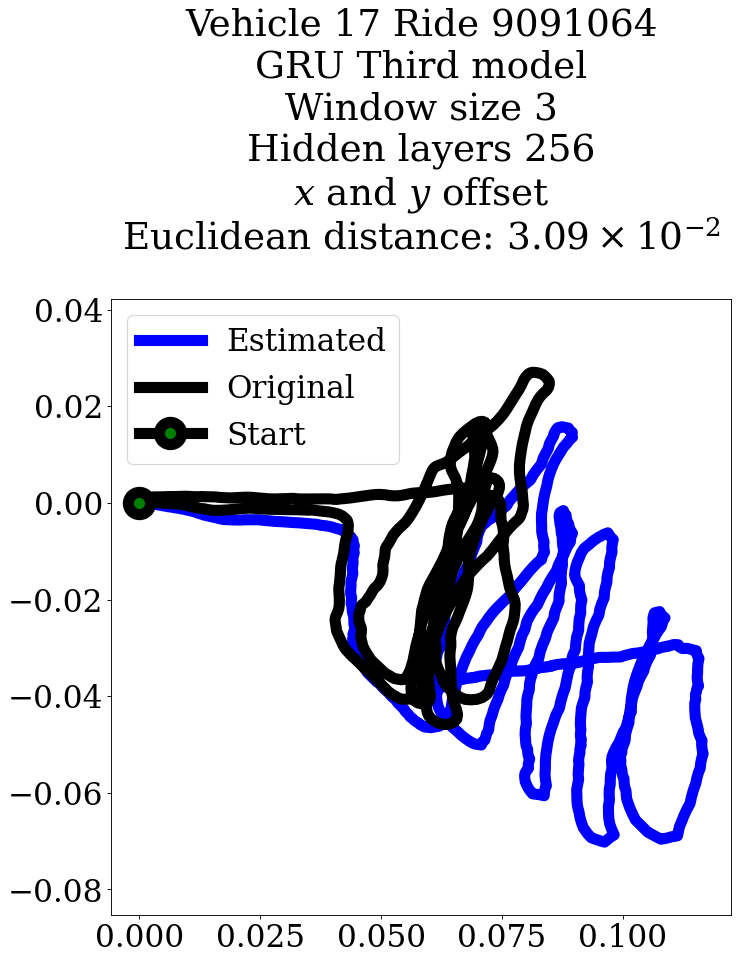 Vehicle 17 Ride 9091064
GRU Third model
Window size 3
Hidden layers 256
x and y offset
Euclidean distance: 3.09 × 10⁻²
0.04
0.02
0.00
−0.02
−0.04
−0.06
−0.08
Estimated
Original
Start
0.000 0.025 0.050 0.075 0.100